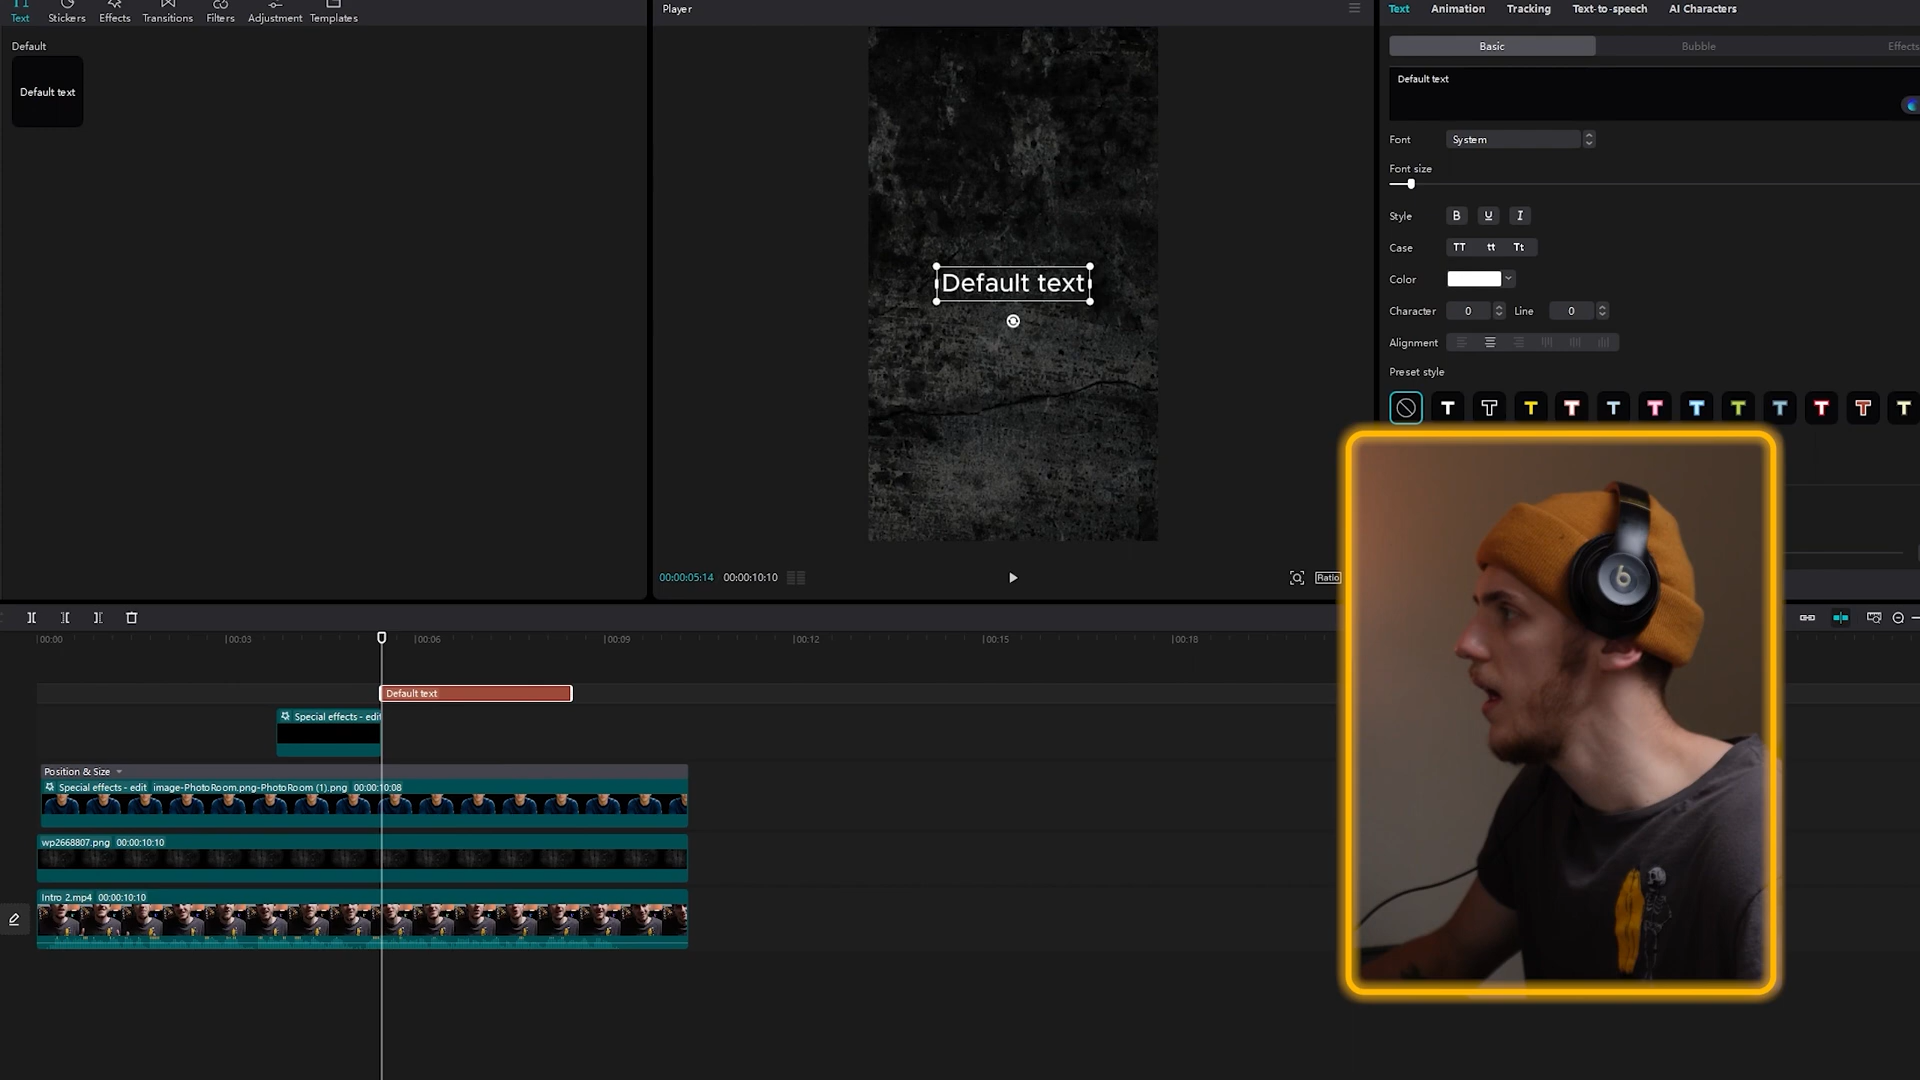 Text Stickers Effects Transitions Filters Adjustment Templates
Default
Default text
Player
Default text
00:00:05:14 00:00:10:10
Ratio
Text Animation Tracking Text-to-speech AI Characters
Basic Bubble Effects
Default text
Font System
Font size
Style B U I
Case TT tt Tt
Color
Character 0 Line 0
Alignment
Preset style
T T T T T T T T T T T T
00:00 00:03 00:06 00:09 00:12 00:15 00:18
Default text
Special effects - edit
Position & Size
Special effects - edit image-PhotoRoom.png-PhotoRoom (1).png 00:00:10:08
wp2668807.png 00:00:10:10
Intro 2.mp4 00:00:10:10
b